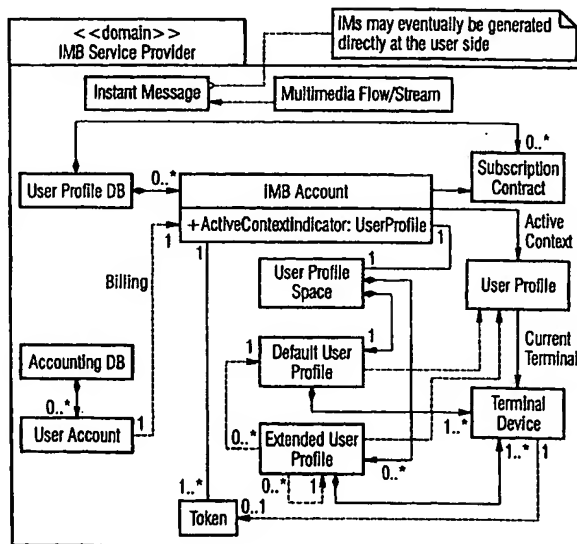 < <domain> >
IMB Service Provider
IMs may eventually be generated
directly at the user side
Instant Message
Multimedia Flow/Stream
0..*
User Profile DB
0..*
IMB Account
Subscription
Contract
+ActiveContextIndicator: UserProfile
1
1
1
Active
Context
Billing
1
User Profile
Space
User Profile
1
Accounting DB
1
Default User
Profile
Current
Terminal
0..*
User Account
1
0..*
Extended User
Profile
1..*
Terminal
Device
0..*
1
0..*
1..*
1
1..*
Token
0..1